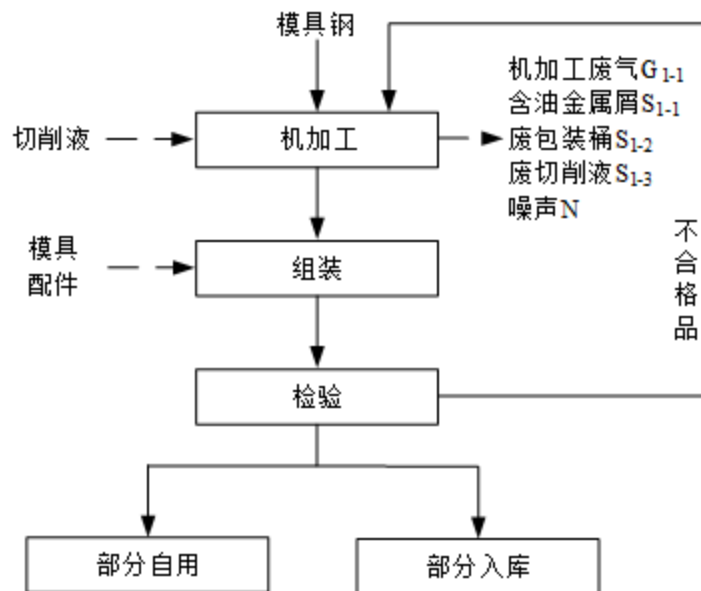 模具钢
机加工废气G1-1
含油金属屑S1-1
切削液
机加工
废包装桶S1-2
废切削液S1-3
噪声N
模具
配件
组装
不
合
格
品
检验
部分自用
部分入库